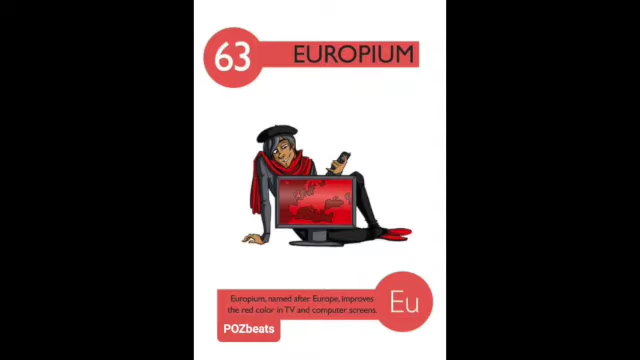 63
EUROPIUM
Europium, named after Europe, improves
the red color in TV and computer screens.
Eu
POZbeats